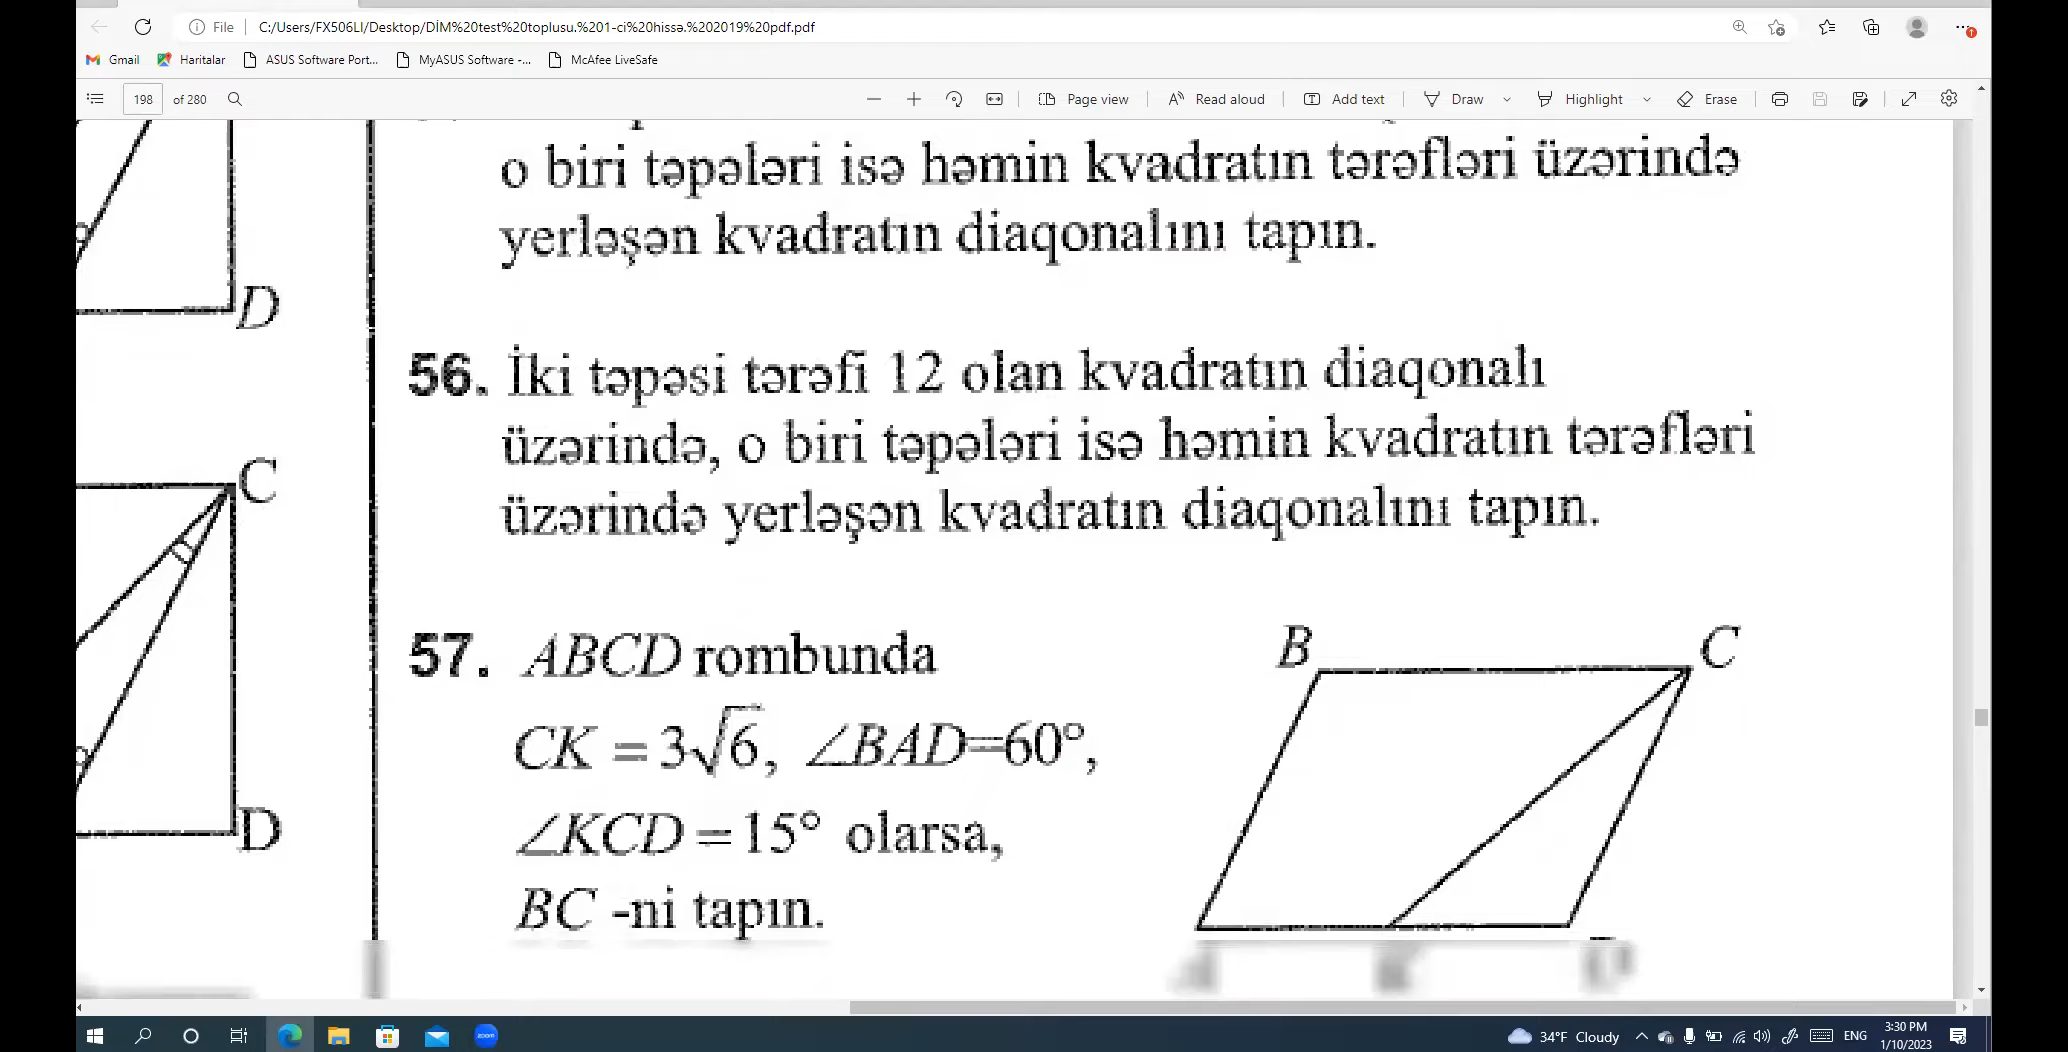 File
C:/Users/FX506LI/Desktop/DİM%20test%20toplusu.%201-ci%20hissə.%202019%20pdf.pdf
Gmail
Haritalar
ASUS Software Port...
MyASUS Software -...
McAfee LiveSafe
198 of 280
Page view
Read aloud
Add text
Draw
Highlight
Erase
o biri təpələri isə həmin kvadratın tərəfləri üzərində
yerləşən kvadratın diaqonalını tapın.
D
56. İki təpəsi tərəfi 12 olan kvadratın diaqonalı
üzərində, o biri təpələri isə həmin kvadratın tərəfləri
üzərində yerləşən kvadratın diaqonalını tapın.
C
D
57. ABCD rombunda
CK = 3√6, ∠BAD=60°,
∠KCD = 15° olarsa,
BC -ni tapın.
B
C
zoom
34°F Cloudy
ENG
3:30 PM
1/10/2023